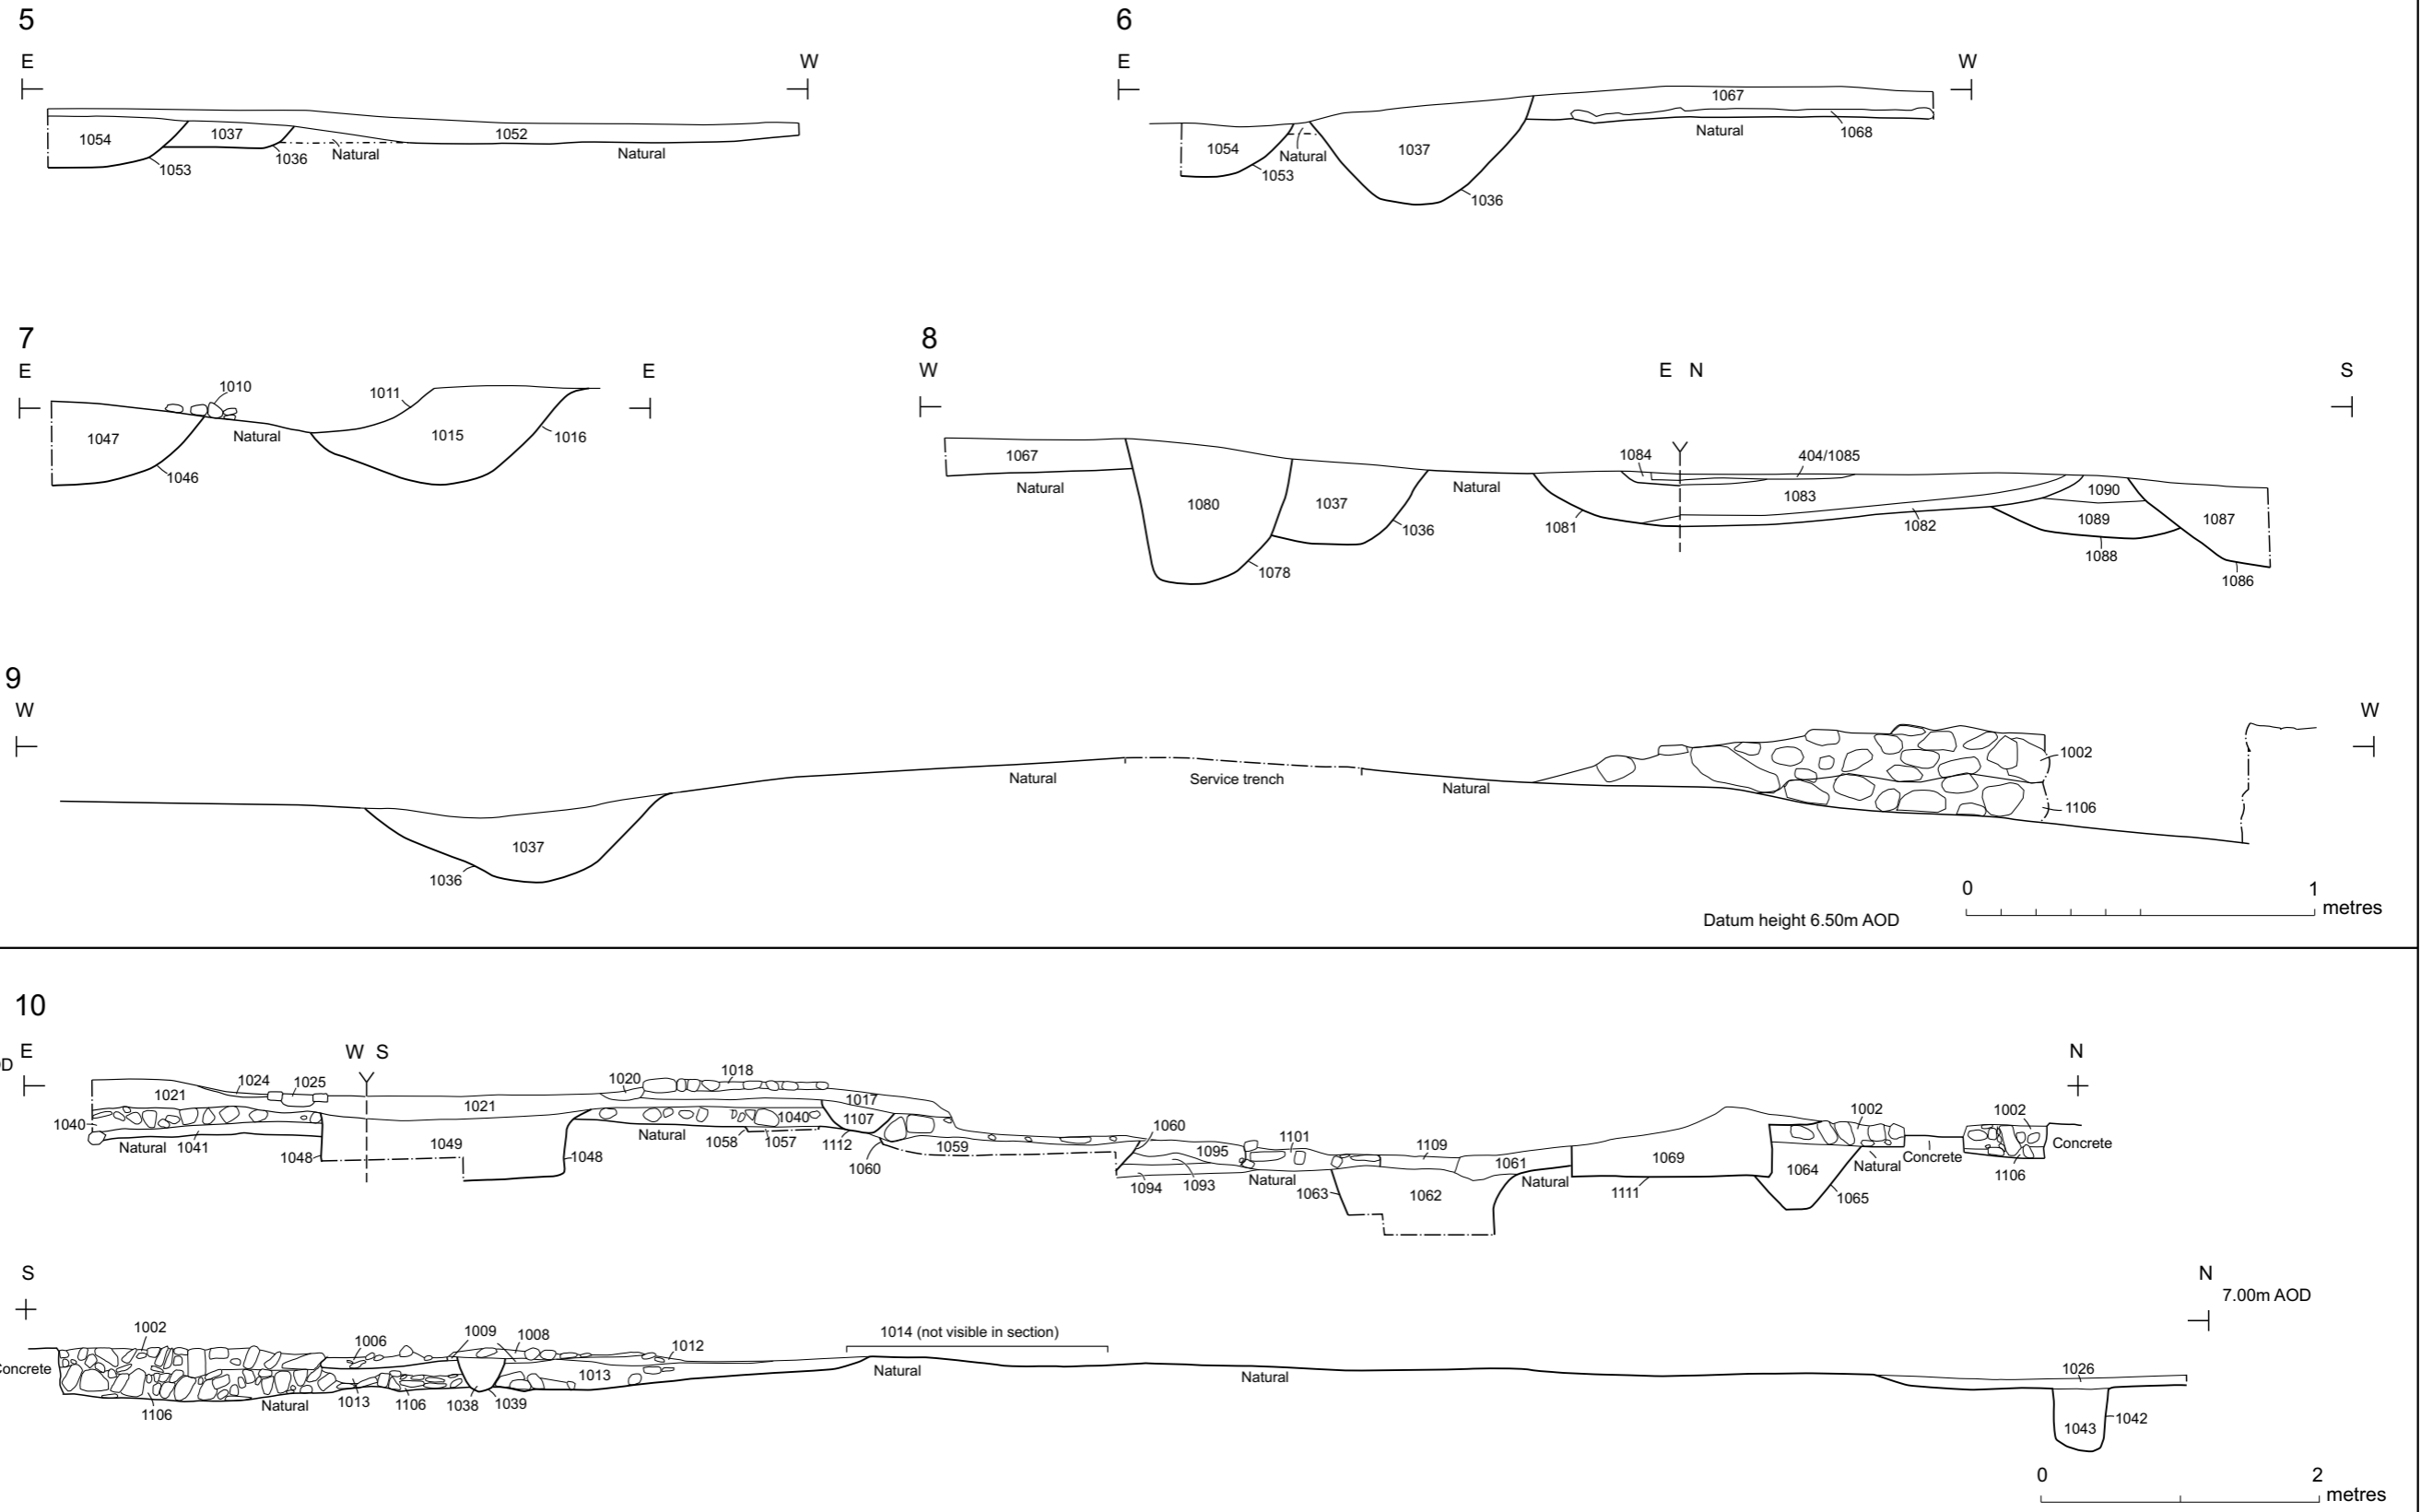 5
E W
1054 1037 1052
1053 1036 Natural Natural
6
E W
1067
1068
Natural
1054 Natural 1037
1053 1036
7
E E
1010 1011
1047 Natural 1015 1016
1046
8
W E N S
1067 1084 404/1085
Natural 1080 1037 Natural 1083 1090
1036 1081 1082 1089 1087
1078 1088 1086
9
W W
Natural Service trench Natural 1002
1106
1037
1036
0 1
metres
Datum height 6.50m AOD
10
E W S N
1024 1025 1020 1018 1002 1002
1021 1021 1017
1040 1040 1107 1060 1101 1109 Concrete
Natural 1041 1049 Natural 1058 1057 1112 1059 1095 1061 1069 1064 Natural Concrete
1048 1048 1060 1094 1093 Natural 1063 1062 Natural 1111 1065 1106
S N
7.00m AOD
1002 1006 1009 1008 1012 1014 (not visible in section)
Concrete 1013 Natural Natural 1026
1106 Natural 1013 1106 1038 1039 1043 1042
0 2
metres